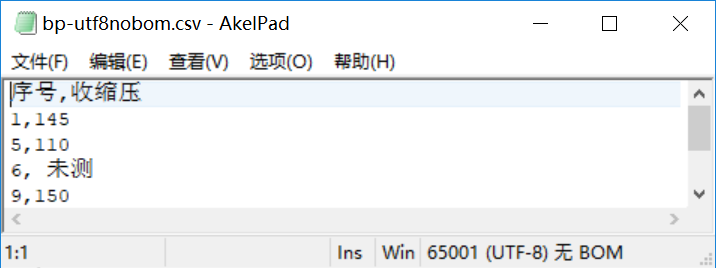 bp-utf8nobom.csv - AkelPad
文件(F) 编辑(E) 查看(V) 选项(O) 帮助(H)
序号,收缩压
1,145
5,110
6, 未测
9,150
1:1 Ins Win 65001 (UTF-8) 无 BOM